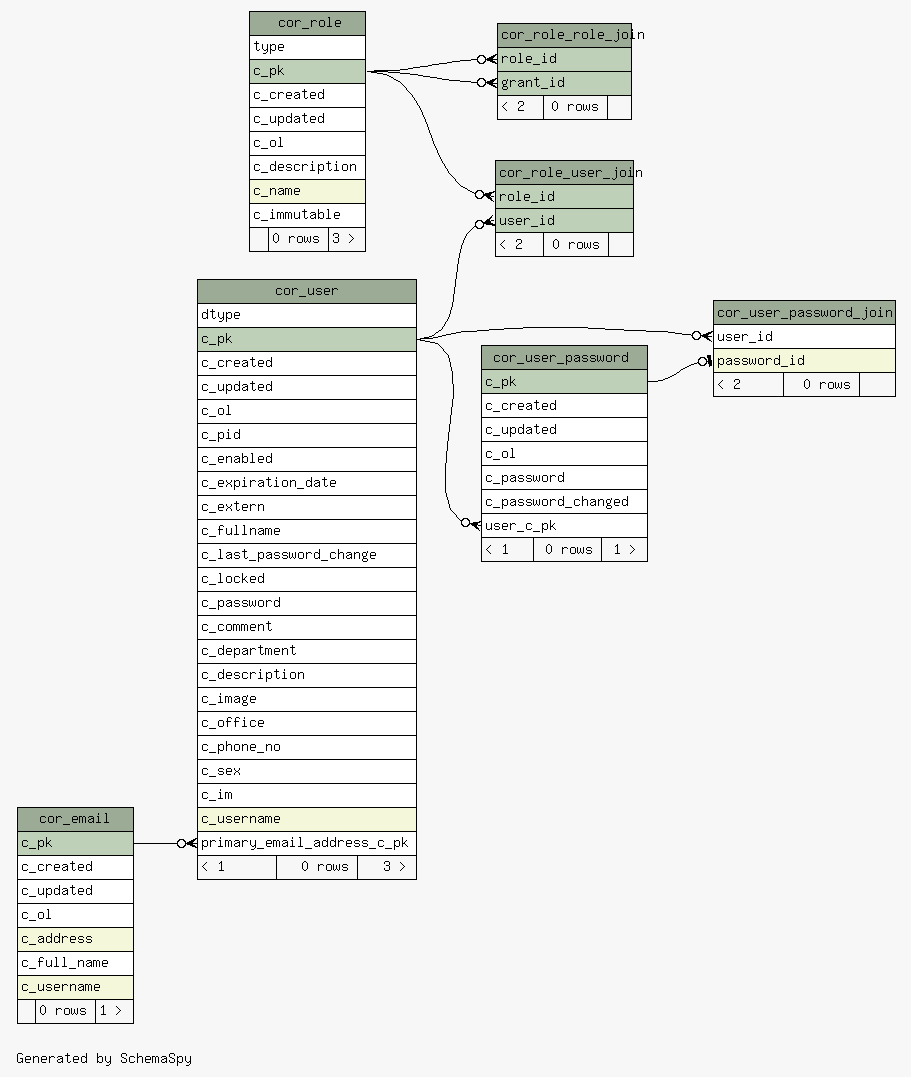 cor_role
type
c_pk
c_created
c_updated
c_ol
c_description
c_name
c_immutable
0 rows 3 >
cor_role_role_join
role_id
grant_id
< 2 0 rows
cor_role_user_join
role_id
user_id
< 2 0 rows
cor_user
dtype
c_pk
c_created
c_updated
c_ol
c_pid
c_enabled
c_expiration_date
c_extern
c_fullname
c_last_password_change
c_locked
c_password
c_comment
c_department
c_description
c_image
c_office
c_phone_no
c_sex
c_im
c_username
primary_email_address_c_pk
< 1 0 rows 3 >
cor_user_password
c_pk
c_created
c_updated
c_ol
c_password
c_password_changed
user_c_pk
< 1 0 rows 1 >
cor_user_password_join
user_id
password_id
< 2 0 rows
cor_email
c_pk
c_created
c_updated
c_ol
c_address
c_full_name
c_username
0 rows 1 >
Generated by SchemaSpy